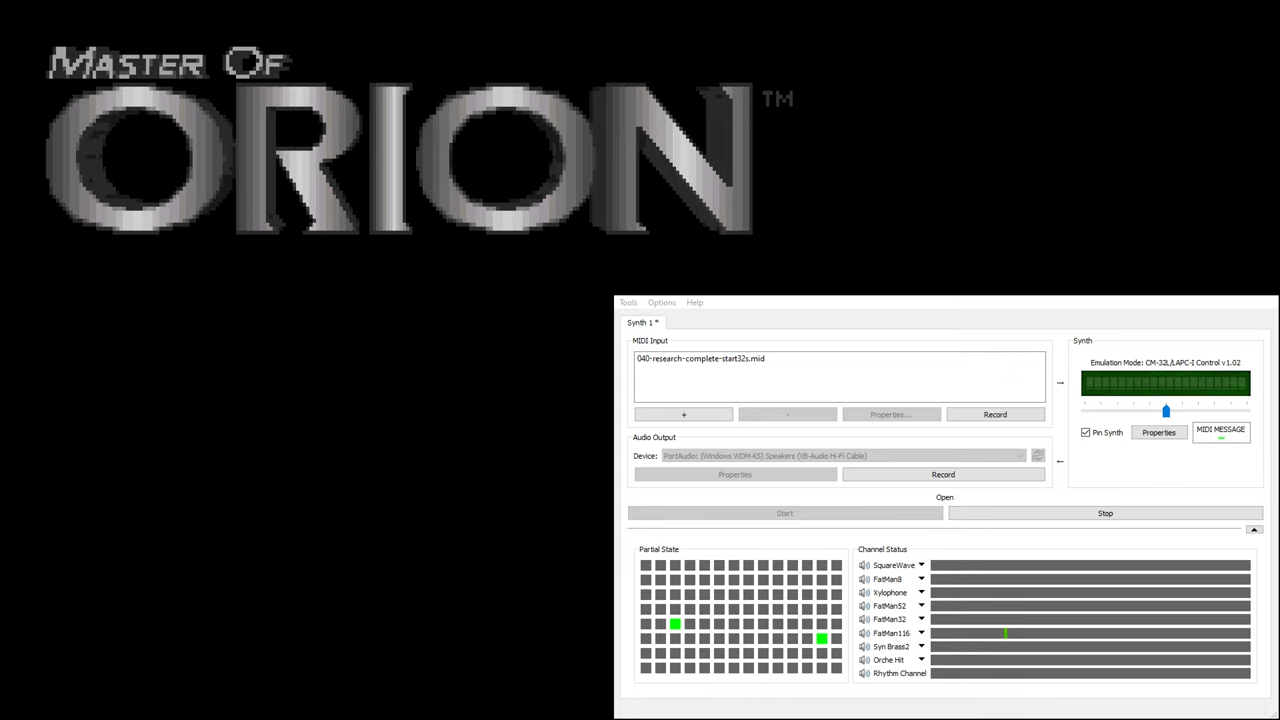 MASTER OF
ORION™
Tools Options Help
Synth 1 *
MIDI Input
040-research-complete-start32s.mid
+ - Properties... Record
Synth
Emulation Mode: CM-32L/LAPC-I Control v1.02
Pin Synth Properties MIDI MESSAGE
Audio Output
Device: PortAudio: (Windows WDM-KS) Speakers (VB-Audio Hi-Fi Cable)
Properties Record
Open
Start Stop
Partial State
Channel Status
SquareWave
FatMan8
Xylophone
FatMan52
FatMan32
FatMan116
Syn Brass2
Orche Hit
Rhythm Channel